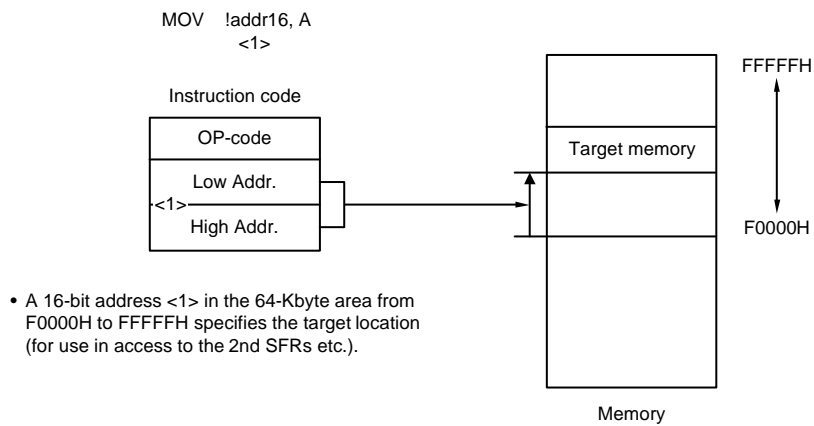 MOV !addr16, A
<1>
Instruction code
OP-code
Low Addr.
<1>
High Addr.
FFFFFH
Target memory
F0000H
• A 16-bit address <1> in the 64-Kbyte area from
F0000H to FFFFFH specifies the target location
(for use in access to the 2nd SFRs etc.).
Memory